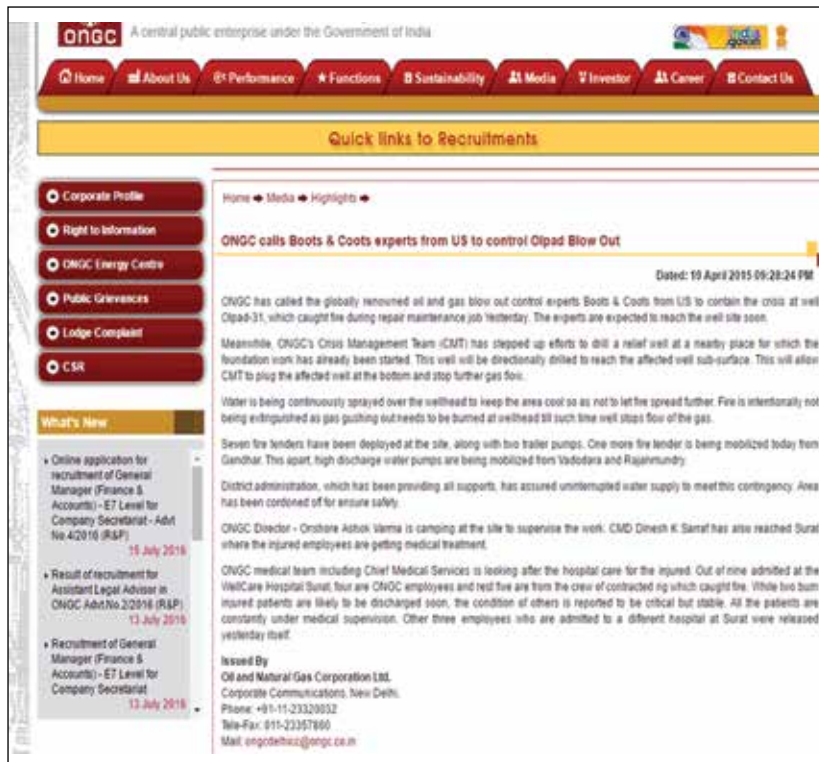 ONGC
A central public enterprise under the Government of India
Home
About Us
Performance
Functions
Sustainability
Media
Investor
Career
Contact Us
Quick links to Recruitments
Corporate Profile
Right to Information
ONGC Energy Centre
Public Grievances
Lodge Complaint
CSR
What's New
Online application for
recruitment of General
Manager (Finance &
Accounts) - E7 Level for
Company Secretariat - Advt
No.4/2016 (R&P)
15 July 2016
Result of recruitment for
Assistant Legal Advisor in
ONGC Advt.No.2/2016 (R&P)
13 July 2016
Recruitment of General
Manager (Finance &
Accounts) - E7 Level for
Company Secretariat
13 July 2016
Home Media Highlights
ONGC calls Boots & Coots experts from US to control Olpad Blow Out
Dated: 10 April 2015 09:28:24 PM
ONGC has called the globally renowned oil and gas blow out control experts Boots & Coots from US to contain the crisis at well
Olpad-31, which caught fire during repair maintenance job Yesterday. The experts are expected to reach the well site soon.
Meanwhile, ONGC's Crisis Management Team (CMT) has stepped up efforts to drill a relief well at a nearby place for which the
foundation work has already been started. This well will be directionally drilled to reach the affected well sub-surface. This will allow
CMT to plug the affected well at the bottom and stop further gas flow.
Water is being continuously sprayed over the wellhead to keep the area cool so as not to let fire spread further. Fire is intentionally not
being extinguished as gas gushing out needs to be burned at wellhead till such time well stops flow of the gas.
Seven fire tenders have been deployed at the site, along with two trailer pumps. One more fire tender is being mobilized today from
Gandhar. This apart, high discharge water pumps are being mobilized from Vadodara and Rajahmundry.
District administration, which has been providing all supports, has assured uninterrupted water supply to meet this contingency. Area
has been cordoned off for ensure safety.
ONGC Director - Onshore Ashok Varma is camping at the site to supervise the work. CMD Dinesh K Sarraf has also reached Surat
where the injured employees are getting medical treatment.
ONGC medical team including Chief Medical Services is looking after the hospital care for the injured. Out of nine admitted at the
WellCare Hospital Surat, four are ONGC employees and rest five are from the crew of contracted rig which caught fire. While two burn
injured patients are likely to be discharged soon, the condition of others is reported to be critical but stable. All the patients are
constantly under medical supervision. Other three employees who are admitted to a different hospital at Surat were released
yesterday itself.
Issued By
Oil and Natural Gas Corporation Ltd.
Corporate Communications, New Delhi.
Phone: +91-11-23320032
Tele-Fax: 011-23357860
Mail: